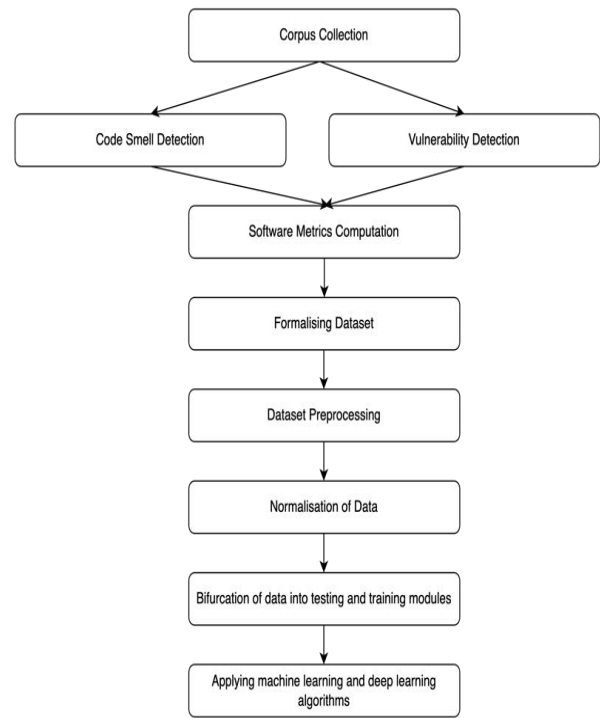 Corpus Collection
Code Smell Detection
Vulnerability Detection
Software Metrics Computation
Formalising Dataset
Dataset Preprocessing
Normalisation of Data
Bifurcation of data into testing and training modules
Applying machine learning and deep learning
algorithms